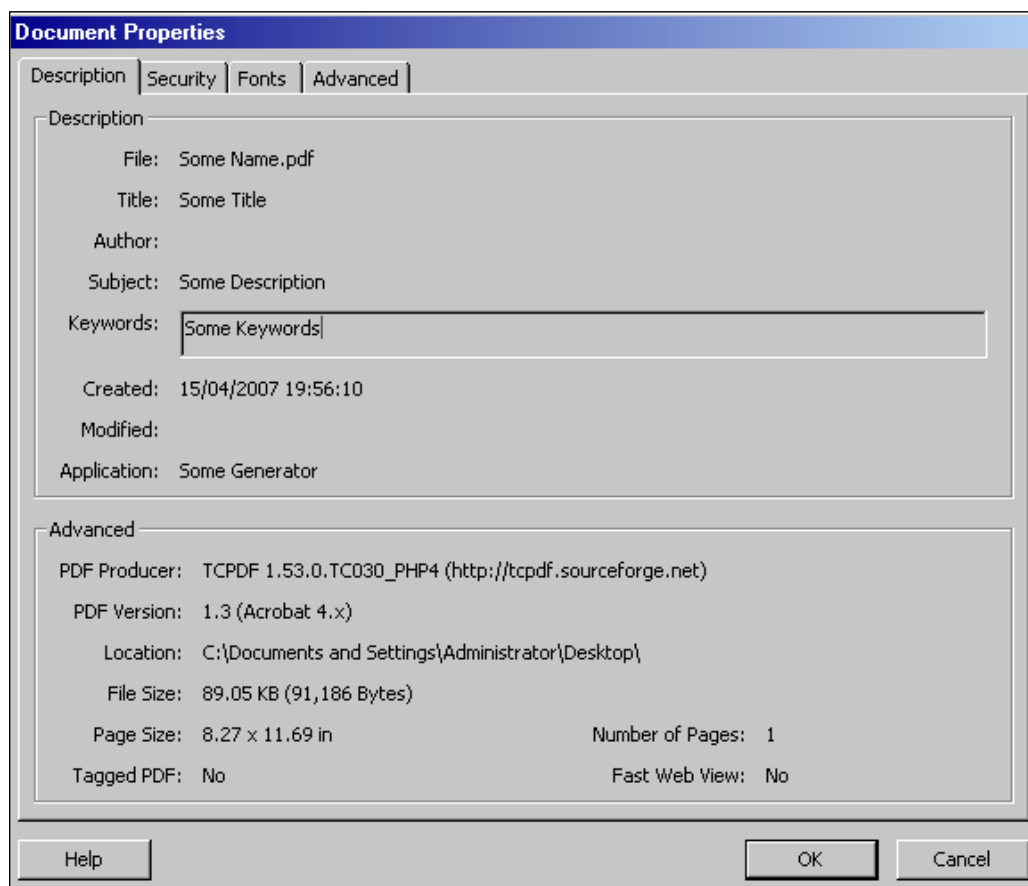 Document Properties
Description Security Fonts Advanced
Description
File: Some Name.pdf
Title: Some Title
Author:
Subject: Some Description
Keywords: Some Keywords
Created: 15/04/2007 19:56:10
Modified:
Application: Some Generator
Advanced
PDF Producer: TCPDF 1.53.0.TC030_PHP4 (http://tcpdf.sourceforge.net)
PDF Version: 1.3 (Acrobat 4.x)
Location: C:\Documents and Settings\Administrator\Desktop\
File Size: 89.05 KB (91,186 Bytes)
Page Size: 8.27 x 11.69 in Number of Pages: 1
Tagged PDF: No Fast Web View: No
Help OK Cancel